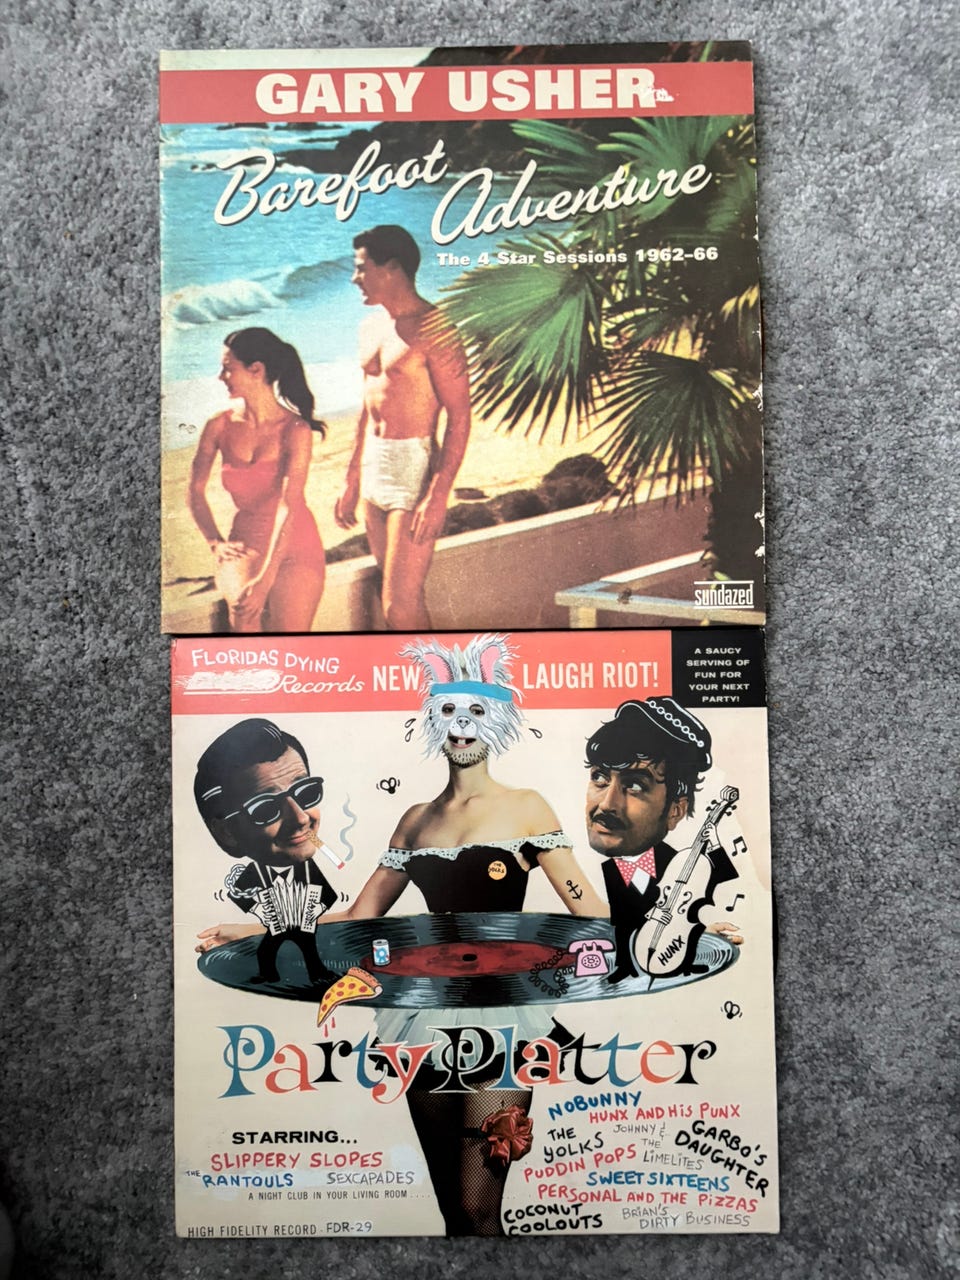 GARY USHER
Barefoot Adventure
The 4 Star Sessions 1962-66
sundazed
FLORIDAS DYING
Records
NEW LAUGH RIOT!
A SAUCY
SERVING OF
FUN FOR
YOUR NEXT
PARTY!
THE
YOLKS
HUNX
Party Platter
STARRING...
SLIPPERY SLOPES
THE RANTOULS
SEXCAPADES
A NIGHT CLUB IN YOUR LIVING ROOM....
HIGH FIDELITY RECORD - FDR-29
NOBUNNY
HUNX AND HiS PUNX
THE YOLKS
JOHNNY & THE LiMELiTES
GARBO'S DAUGHTER
PUDDIN POPS
SWEET SIXTEENS
PERSONAL AND THE PiZZAS
COCONUT COOLOUTS
BRiAN'S DIRTY BUSINESS